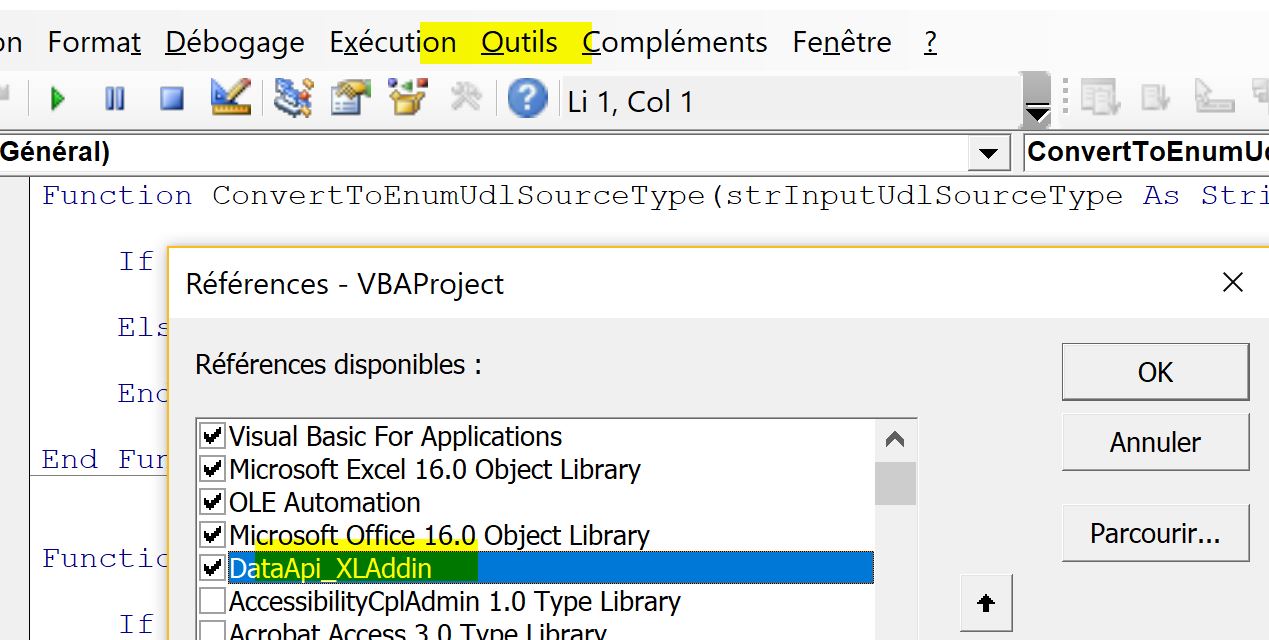 on Format Débogage Exécution Outils Compléments Fenêtre ?
Li 1, Col 1
Général)
ConvertToEnumUd
Function ConvertToEnumUdlSourceType(strInputUdlSourceType As Stri
If
Références - VBAProject
Els
Références disponibles :
OK
End
Annuler
Visual Basic For Applications
End Fun
Microsoft Excel 16.0 Object Library
OLE Automation
Microsoft Office 16.0 Object Library
Parcourir...
Functio
DataApi_XLAddin
AccessibilityCplAdmin 1.0 Type Library
If
Acrobat Access 3.0 Type Library